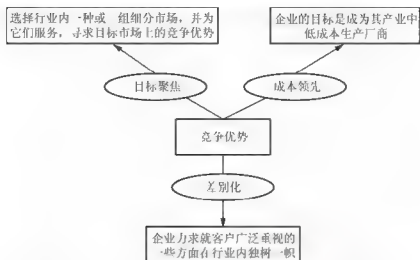 选择行业内一种或一组细分市场，并为
它们服务，寻求目标市场上的竞争优势
企业的目标是成为其产业中
低成本生产厂商
目标聚焦
成本领先
竞争优势
差别化
企业力求就客户广泛重视的
一些方面在行业内独树一帜